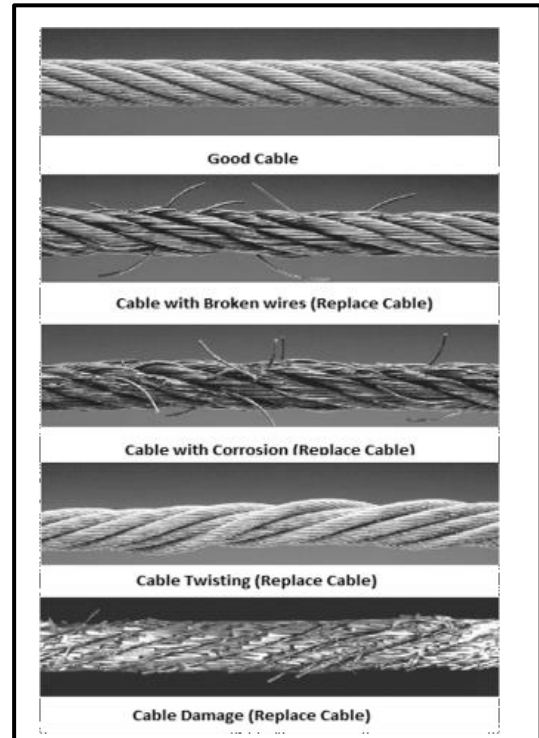 Good Cable
Cable with Broken wires (Replace Cable)
Cable with Corrosion (Replace Cable)
Cable Twisting (Replace Cable)
Cable Damage (Replace Cable)